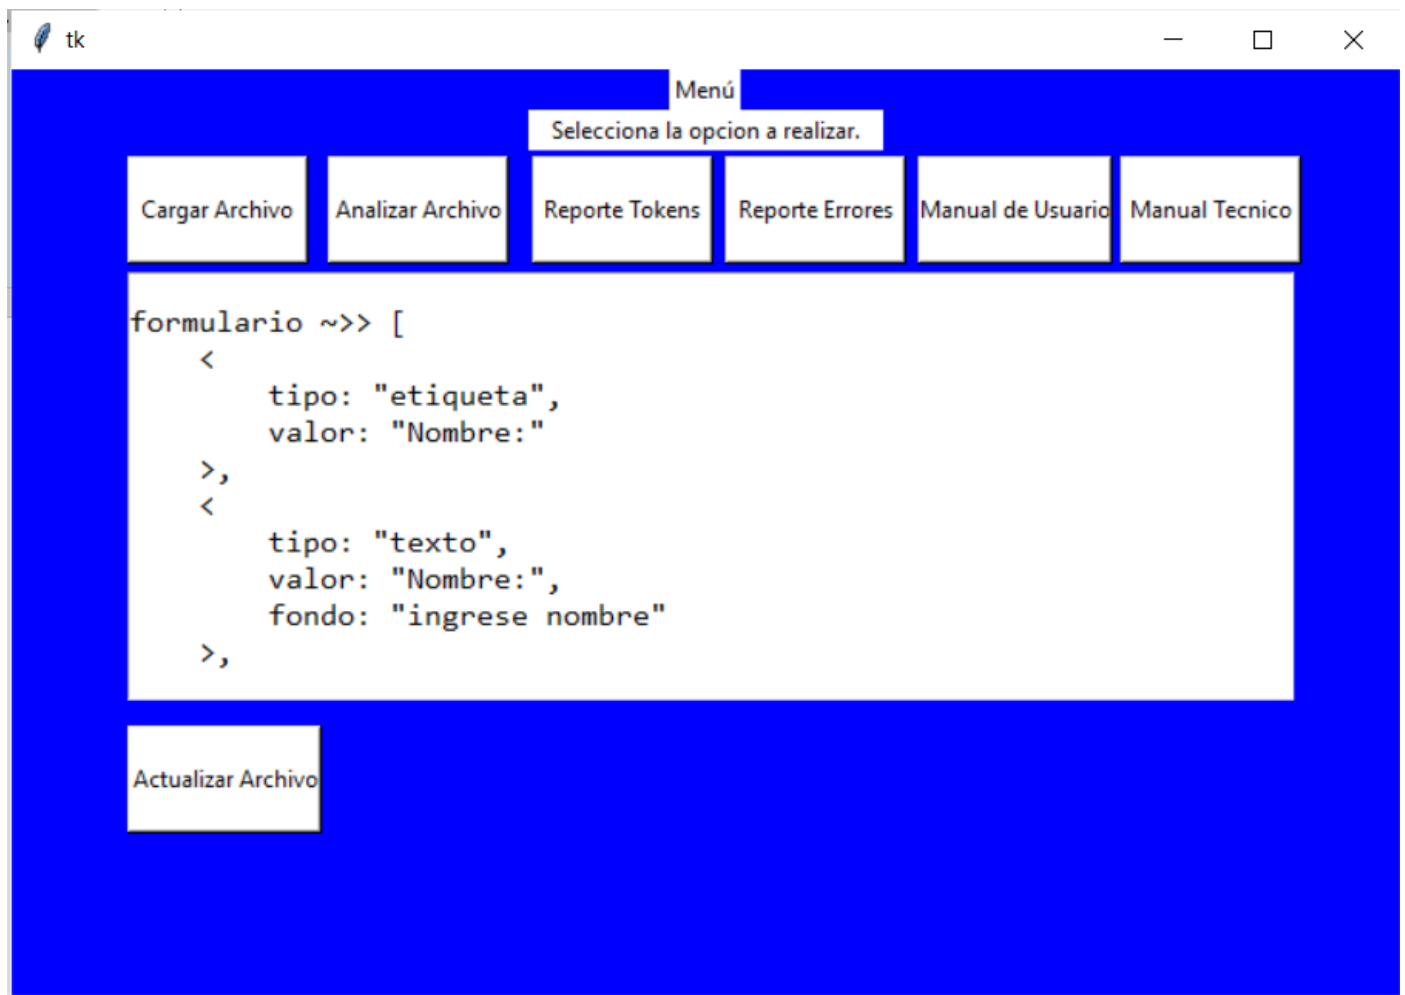 tk
Menú
Selecciona la opcion a realizar.
Cargar Archivo Analizar Archivo Reporte Tokens Reporte Errores Manual de Usuario Manual Tecnico
formulario ~>> [
    <
        tipo: "etiqueta",
        valor: "Nombre:"
    >,
    <
        tipo: "texto",
        valor: "Nombre:",
        fondo: "ingrese nombre"
    >,
Actualizar Archivo